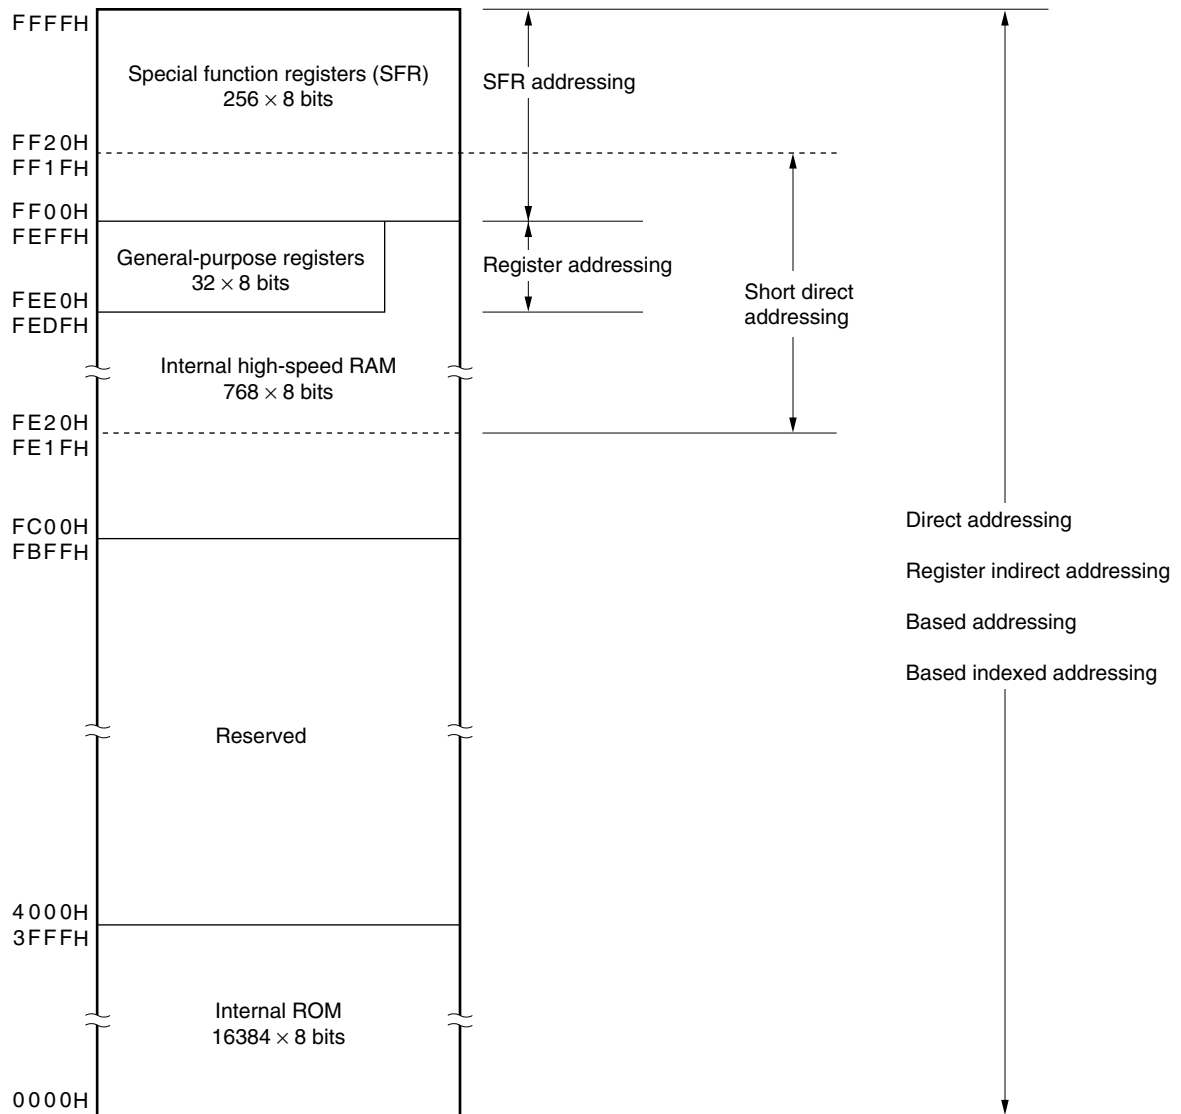 FFFFH
Special function registers (SFR)
256 × 8 bits
SFR addressing
FF20H
FF1FH
FF00H
FEFFH
General-purpose registers
32 × 8 bits
Register addressing
Short direct
addressing
FEE0H
FEDFH
Internal high-speed RAM
768 × 8 bits
FE20H
FE1FH
FC00H
FBFFH
Direct addressing
Register indirect addressing
Based addressing
Based indexed addressing
Reserved
4000H
3FFFH
Internal ROM
16384 × 8 bits
0000H